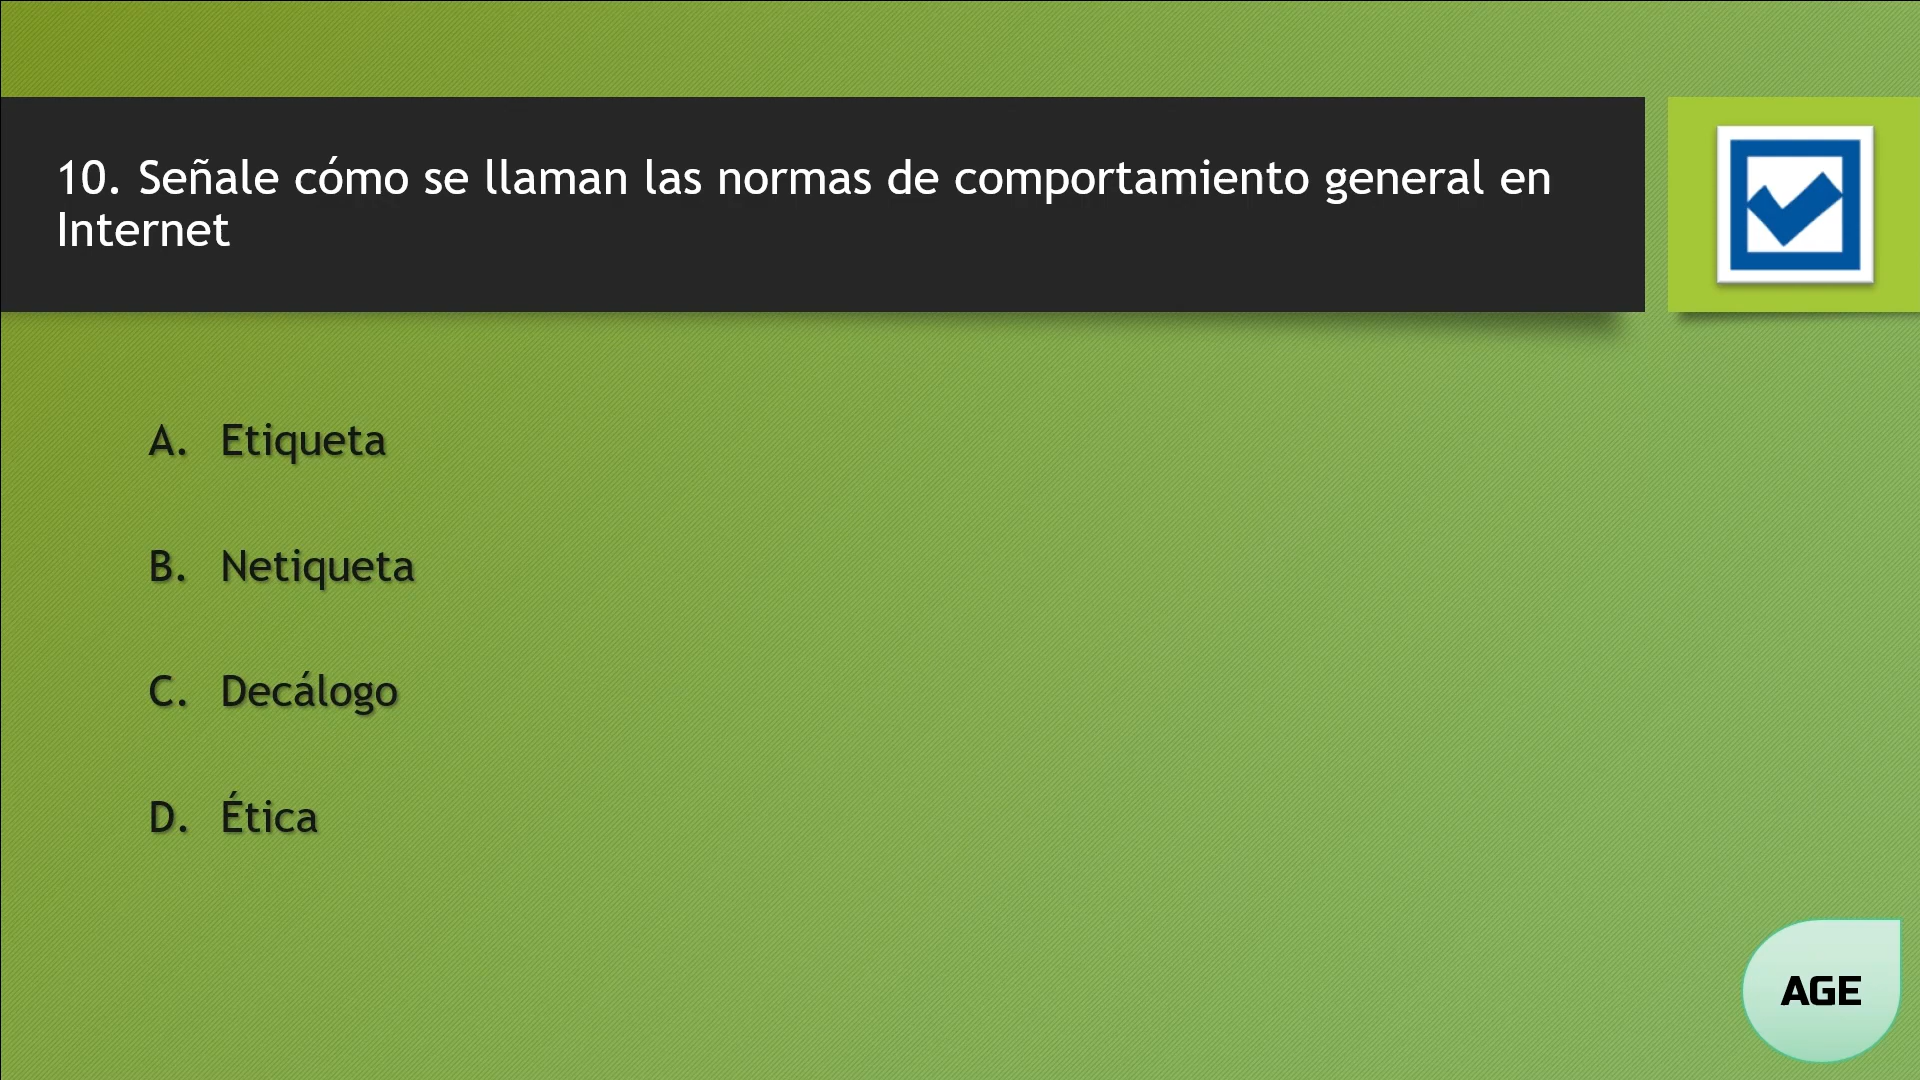 10. Señale cómo se llaman las normas de comportamiento general en
Internet
A. Etiqueta
B. Netiqueta
C. Decálogo
D. Ética
AGE